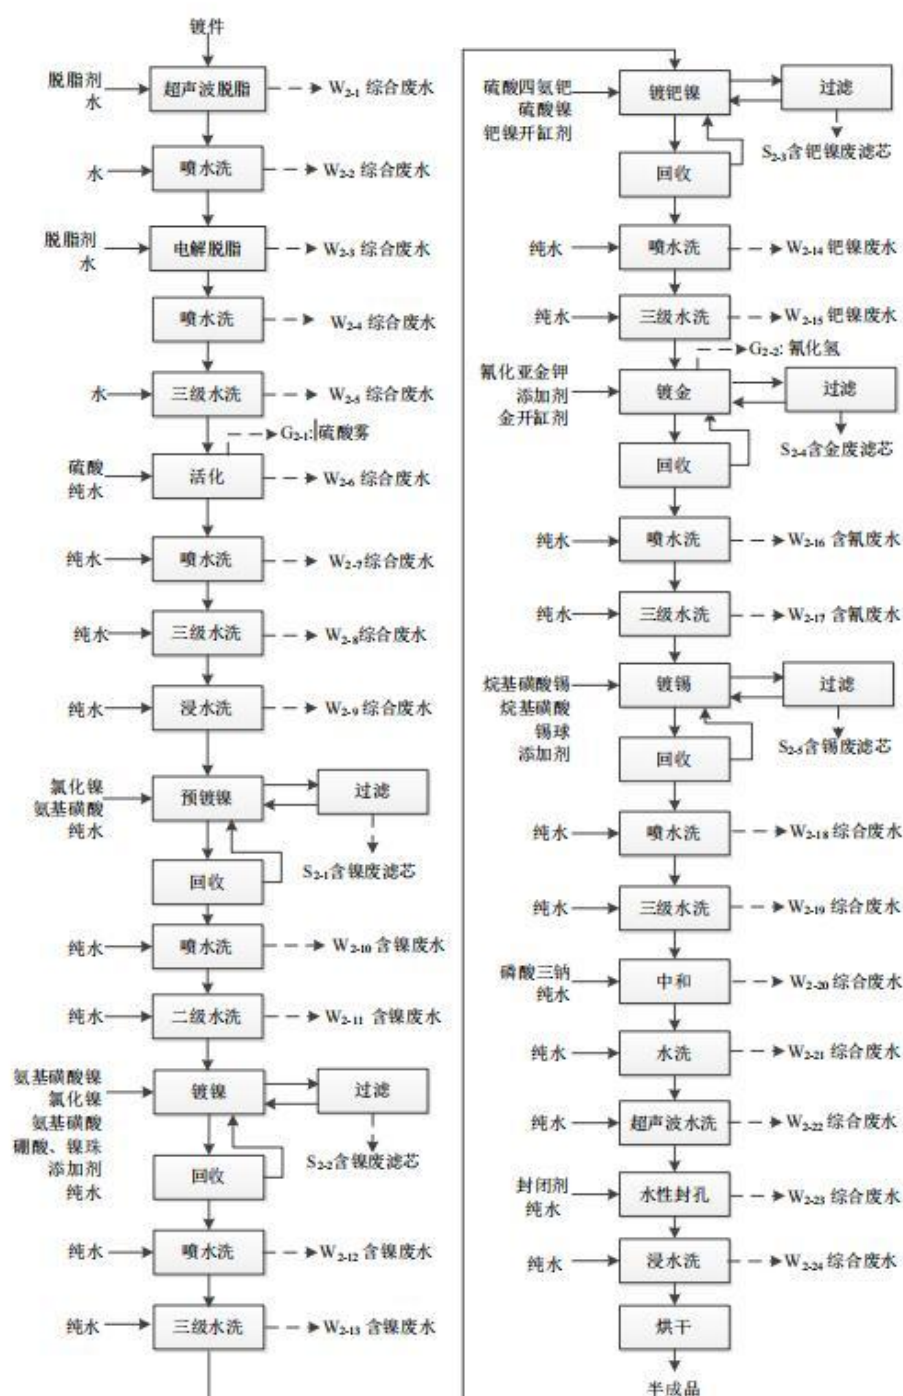 镀件
脱脂剂
水
超声波脱脂
W2-1 综合废水
水
喷水洗
W2-2 综合废水
脱脂剂
水
电解脱脂
W2-3 综合废水
喷水洗
W2-4 综合废水
水
三级水洗
W2-5 综合废水
G2-1: 硫酸雾
硫酸
纯水
活化
W2-6 综合废水
纯水
喷水洗
W2-7 综合废水
纯水
三级水洗
W2-8 综合废水
纯水
浸水洗
W2-9 综合废水
氯化镍
氨基磺酸
纯水
预镀镍
过滤
S2-1含镍废滤芯
回收
纯水
喷水洗
W2-10 含镍废水
纯水
二级水洗
W2-11 含镍废水
氨基磺酸镍
氯化镍
氨基磺酸
硼酸、镍珠
添加剂
纯水
镀镍
过滤
S2-2含镍废滤芯
回收
纯水
喷水洗
W2-12 含镍废水
纯水
三级水洗
W2-13 含镍废水
硫酸四氨钯
硫酸镍
钯镍开缸剂
镀钯镍
过滤
S2-3含钯镍废滤芯
回收
纯水
喷水洗
W2-14 钯镍废水
纯水
三级水洗
W2-15 钯镍废水
G2-2: 氰化氢
氰化亚金钾
添加剂
金开缸剂
镀金
过滤
S2-4含金废滤芯
回收
纯水
喷水洗
W2-16 含氰废水
纯水
三级水洗
W2-17 含氰废水
烷基磺酸锡
烷基磺酸
锡球
添加剂
镀锡
过滤
S2-5含锡废滤芯
回收
纯水
喷水洗
W2-18 综合废水
纯水
三级水洗
W2-19 综合废水
磷酸三钠
纯水
中和
W2-20 综合废水
纯水
水洗
W2-21 综合废水
纯水
超声波水洗
W2-22 综合废水
封闭剂
纯水
水性封孔
W2-23 综合废水
纯水
浸水洗
W2-24 综合废水
烘干
半成品